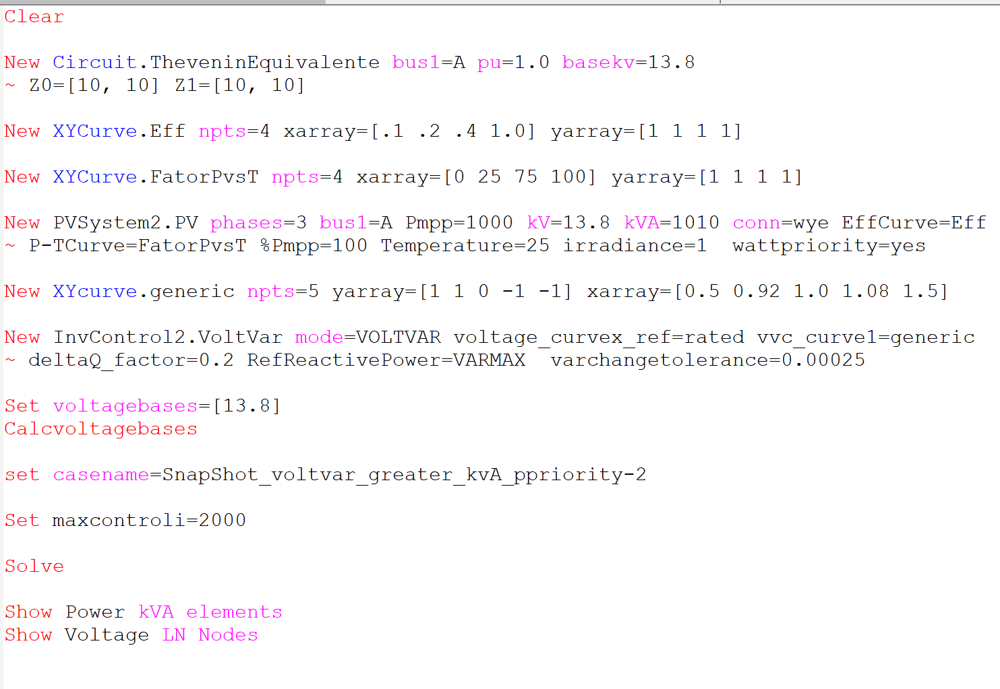 Clear
New Circuit.TheveninEquivalente bus1=A pu=1.0 basekv=13.8
~ Z0=[10, 10] Z1=[10, 10]
New XYCurve.Eff npts=4 xarray=[.1 .2 .4 1.0] yarray=[1 1 1 1]
New XYCurve.FatorPvsT npts=4 xarray=[0 25 75 100] yarray=[1 1 1 1]
New PVSystem2.PV phases=3 bus1=A Pmpp=1000 kV=13.8 kVA=1010 conn=wye EffCurve=Eff
~ P-TCurve=FatorPvsT %Pmpp=100 Temperature=25 irradiance=1  wattpriority=yes
New XYcurve.generic npts=5 yarray=[1 1 0 -1 -1] xarray=[0.5 0.92 1.0 1.08 1.5]
New InvControl2.VoltVar mode=VOLTVAR voltage_curvex_ref=rated vvc_curve1=generic
~ deltaQ_factor=0.2 RefReactivePower=VARMAX  varchangetolerance=0.00025
Set voltagebases=[13.8]
Calcvoltagebases
set casename=SnapShot_voltvar_greater_kvA_ppriority-2
Set maxcontroli=2000
Solve
Show Power kVA elements
Show Voltage LN Nodes